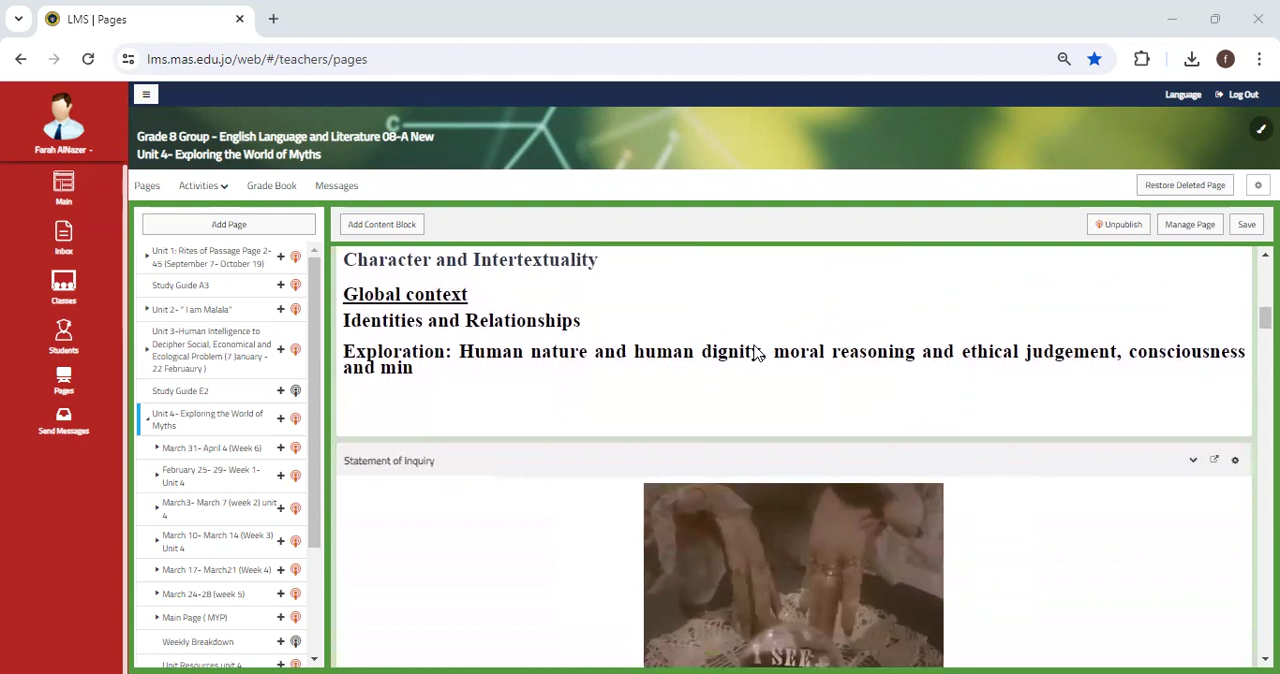 LMS | Pages
lms.mas.edu.jo/web/#/teachers/pages
f
Language
Log Out
Grade 8 Group - English Language and Literature 08-A New
Unit 4- Exploring the World of Myths
Farah AlNazer
Main
Inbox
Classes
Students
Pages
Send Messages
Pages
Activities
Grade Book
Messages
Restore Deleted Page
Add Page
Unit 1: Rites of Passage Page 2-
45 (September 7- October 19)
Study Guide A3
Unit 2- " I am Malala"
Unit 3-Human Intelligence to
Decipher Social, Economical and
Ecological Problem (7 January -
22 Februaury )
Study Guide E2
Unit 4- Exploring the World of
Myths
March 31- April 4 (Week 6)
February 25- 29- Week 1-
Unit 4
March3- March 7 (week 2) unit
4
March 10- March 14 (Week 3)
Unit 4
March 17- March21 (Week 4)
March 24-28 (week 5)
Main Page ( MYP)
Weekly Breakdown
Unit Resources unit 4
Add Content Block
Unpublish
Manage Page
Save
Character and Intertextuality
Global context
Identities and Relationships
Exploration: Human nature and human dignity, moral reasoning and ethical judgement, consciousness
and min
Statement of Inquiry
I SEE